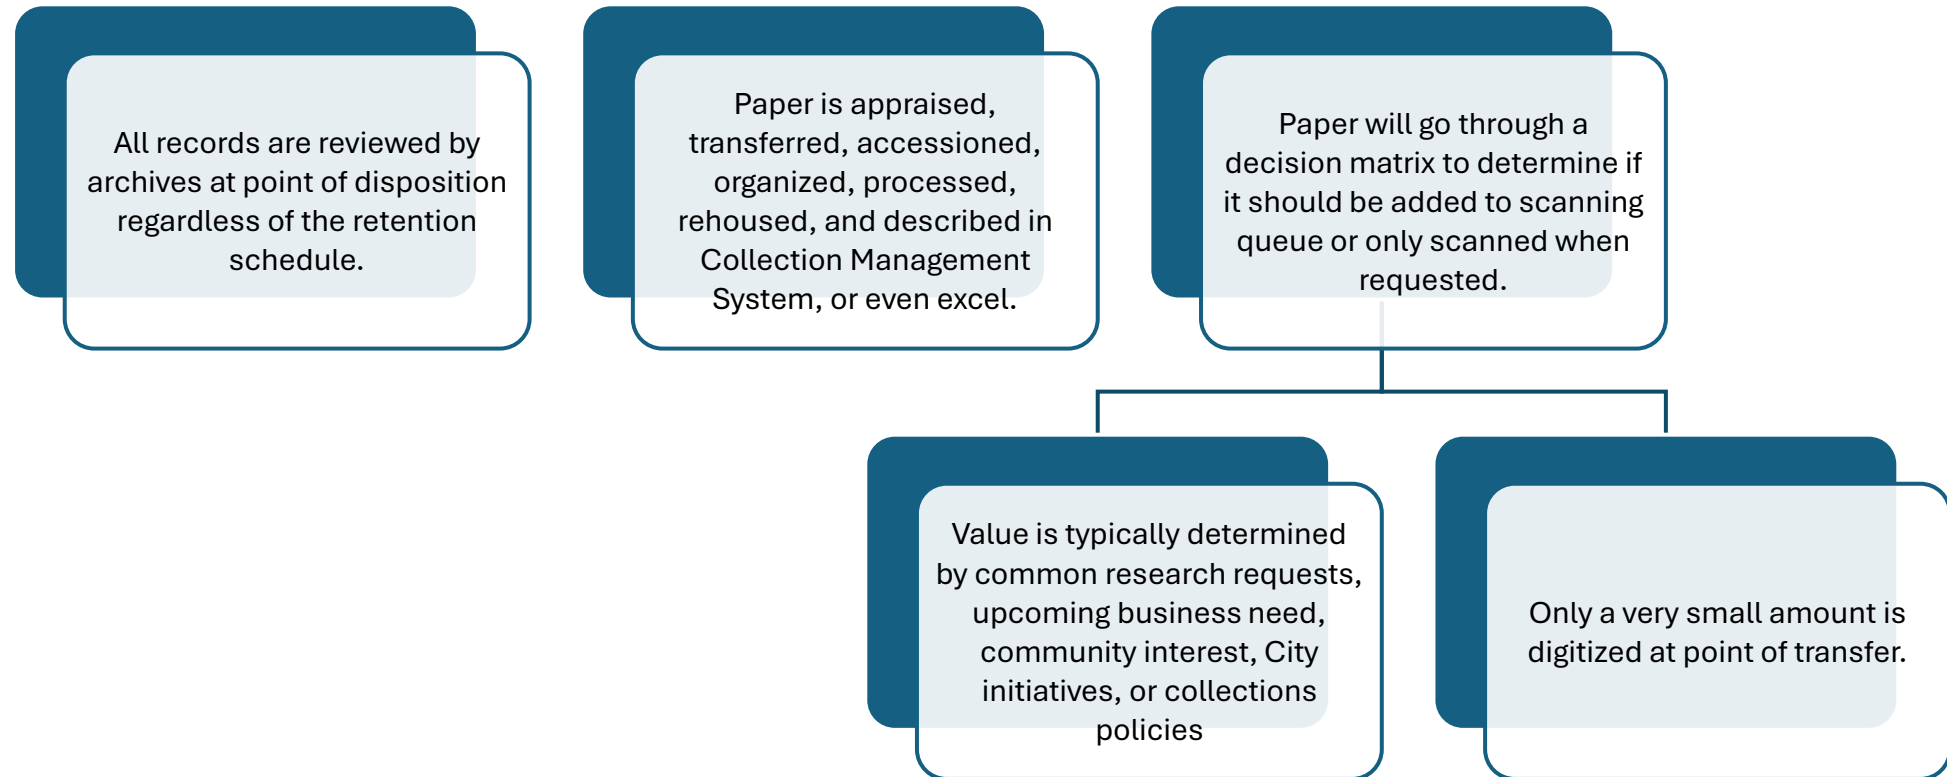 All records are reviewed by
archives at point of disposition
regardless of the retention
schedule.
Paper is appraised,
transferred, accessioned,
organized, processed,
rehoused, and described in
Collection Management
System, or even excel.
Paper will go through a
decision matrix to determine if
it should be added to scanning
queue or only scanned when
requested.
Value is typically determined
by common research requests,
upcoming business need,
community interest, City
initiatives, or collections
policies
Only a very small amount is
digitized at point of transfer.